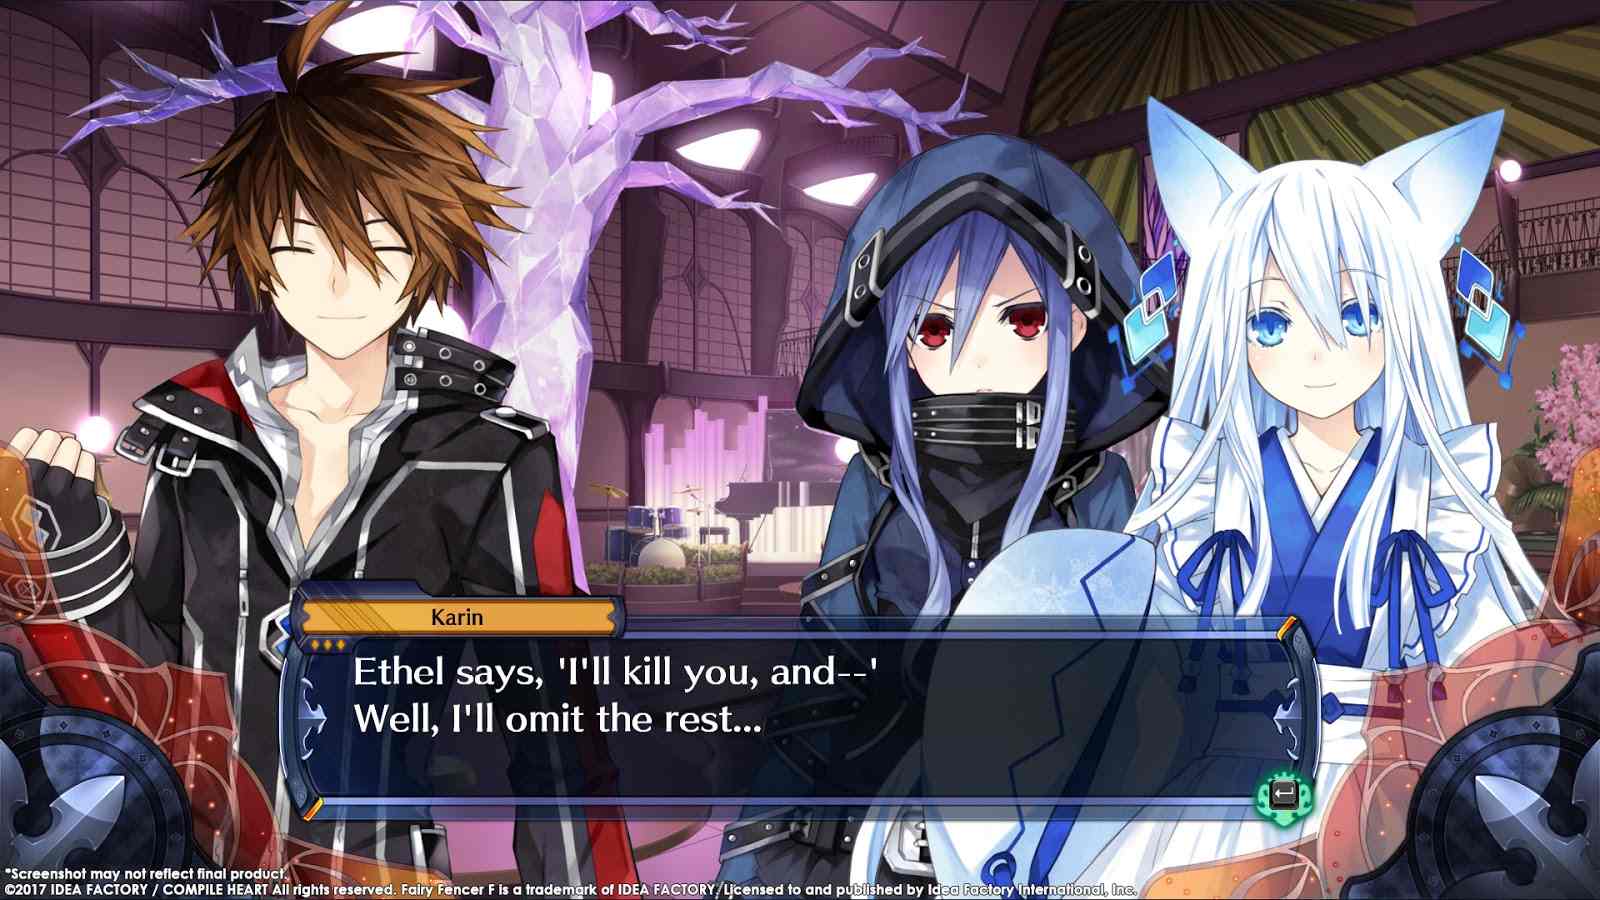 Karin
Ethel says, 'I'll kill you, and--'
Well, I'll omit the rest...
*Screenshot may not reflect final product.
©2017 IDEA FACTORY / COMPILE HEART All rights reserved. Fairy Fencer F is a trademark of IDEA FACTORY. Licensed to and published by Idea Factory International, Inc.